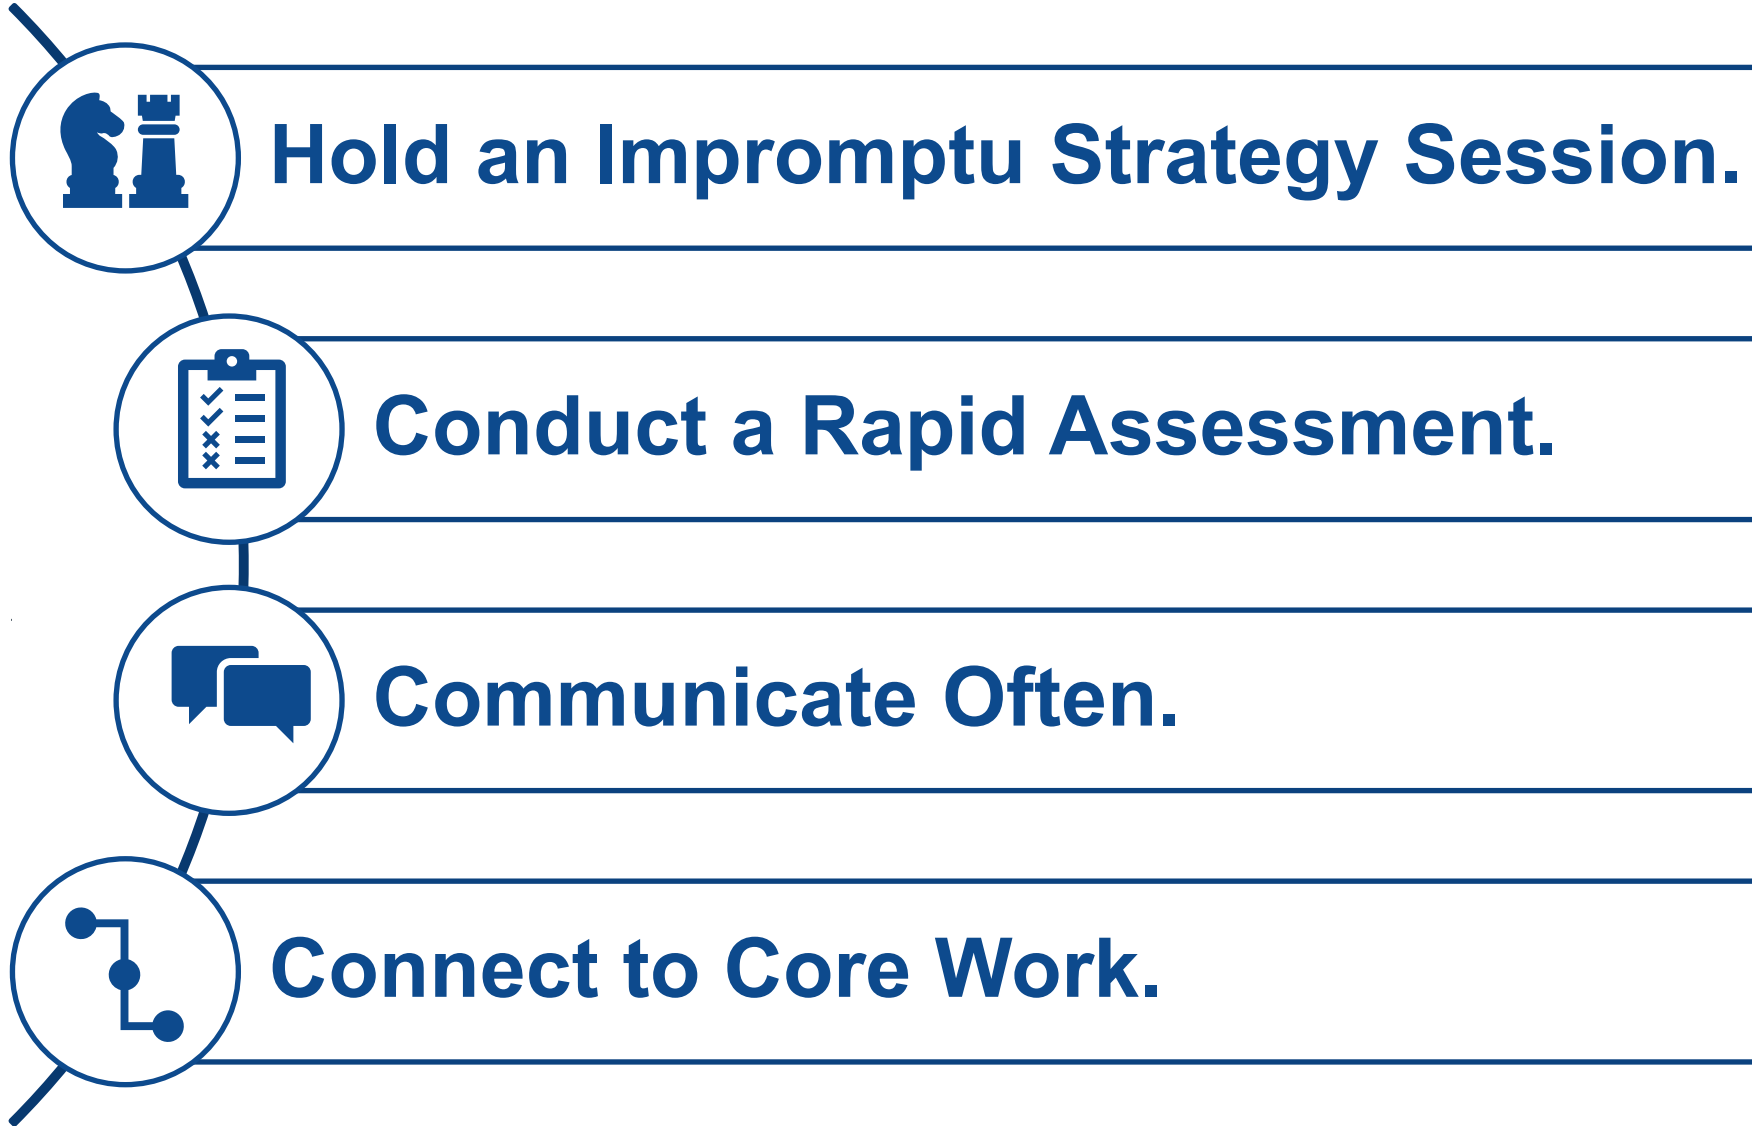 Hold an Impromptu Strategy Session.
Conduct a Rapid Assessment.
Communicate Often.
Connect to Core Work.